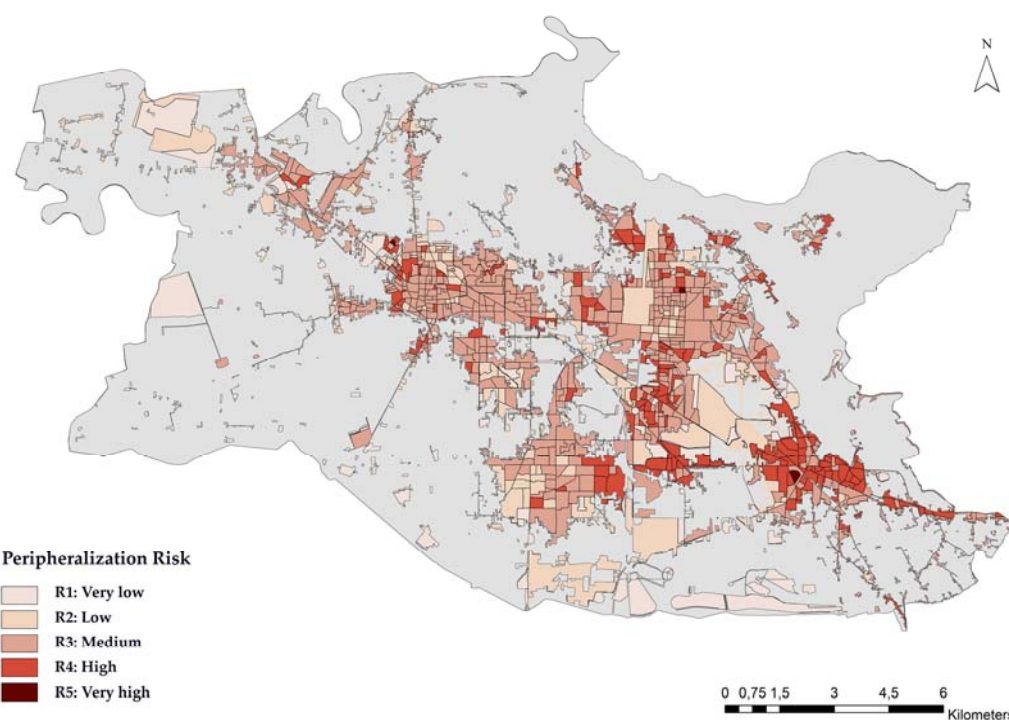 N
Peripheralization Risk
R1: Very low
R2: Low
R3: Medium
R4: High
R5: Very high
0 0,75 1,5 3 4,5 6
Kilometers